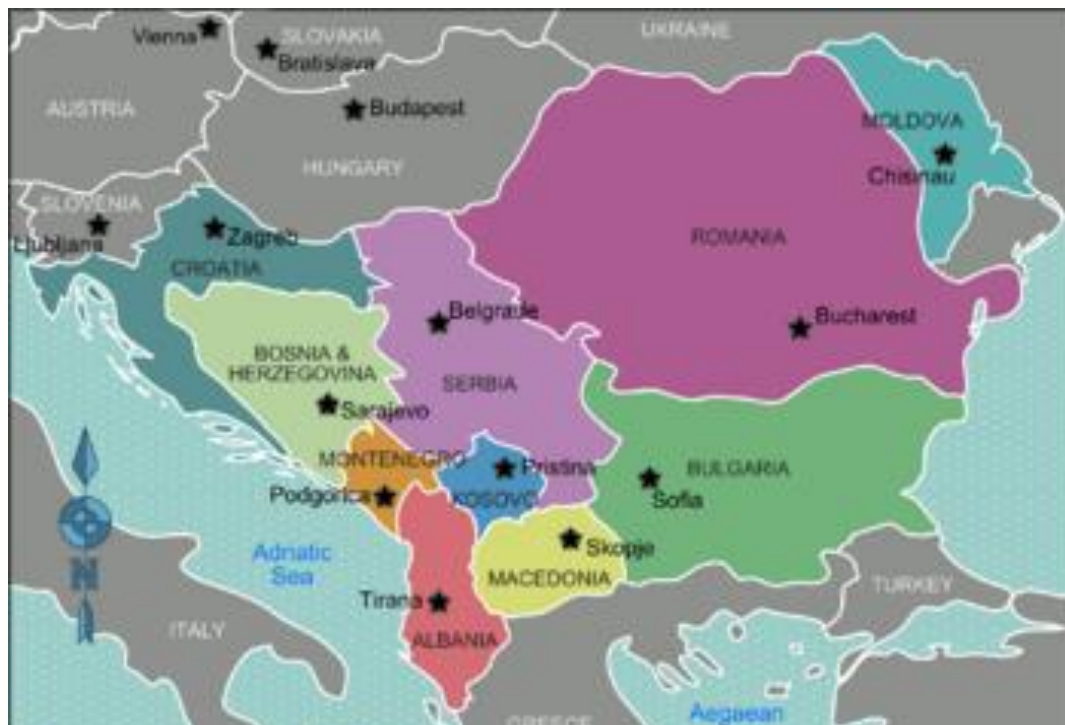 UKRAINE
Vienna
SLOVAKIA
Bratislava
AUSTRIA
Budapest
MOLDOVA
HUNGARY
Chisinau
SLOVENIA
Ljubljana
Zagreb
ROMANIA
CROATIA
Belgrade
Bucharest
BOSNIA &
HERZEGOVINA
SERBIA
Sarajevo
MONTENEGRO
Pristina
BULGARIA
Podgorica
KOSOVO
Sofia
Adriatic
Sea
Skopje
MACEDONIA
TURKEY
N
Tirana
ITALY
ALBANIA
Aegaean
GREECE